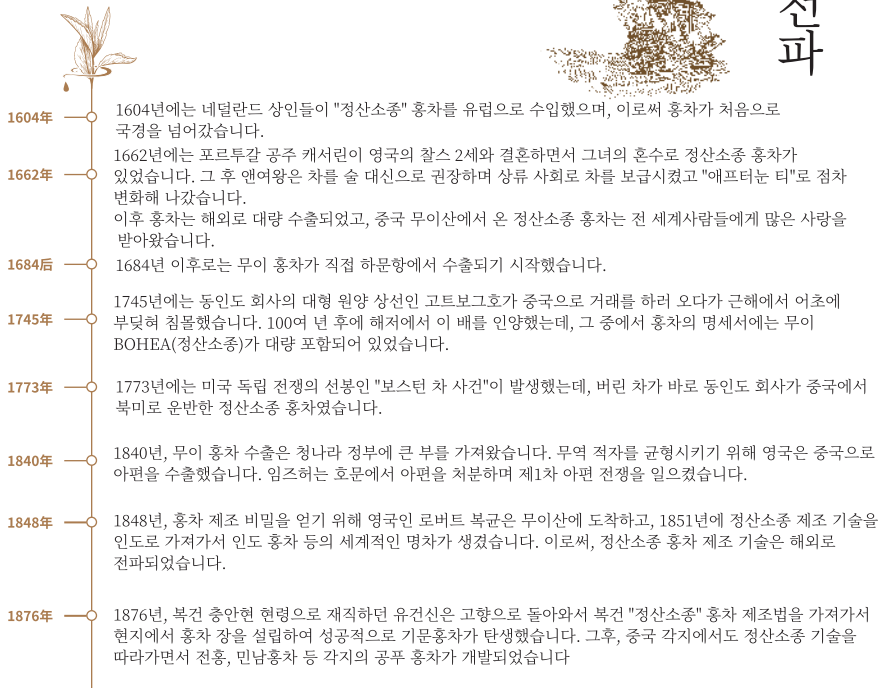 전
파
1604年
1604년에는 네덜란드 상인들이 "정산소종" 홍차를 유럽으로 수입했으며, 이로써 홍차가 처음으로
국경을 넘어갔습니다.
1662年
1662년에는 포르투갈 공주 캐서린이 영국의 찰스 2세와 결혼하면서 그녀의 혼수로 정산소종 홍차가
있었습니다. 그 후 앤여왕은 차를 술 대신으로 권장하며 상류 사회로 차를 보급시켰고 "애프터눈 티"로 점차
변화해 나갔습니다.
이후 홍차는 해외로 대량 수출되었고, 중국 무이산에서 온 정산소종 홍차는 전 세계사람들에게 많은 사랑을
받아왔습니다.
1684后
1684년 이후로는 무이 홍차가 직접 하문항에서 수출되기 시작했습니다.
1745年
1745년에는 동인도 회사의 대형 원양 상선인 고트보그호가 중국으로 거래를 하러 오다가 근해에서 어초에
부딪혀 침몰했습니다. 100여 년 후에 해저에서 이 배를 인양했는데, 그 중에서 홍차의 명세서에는 무이
BOHEA(정산소종)가 대량 포함되어 있었습니다.
1773年
1773년에는 미국 독립 전쟁의 선봉인 "보스턴 차 사건"이 발생했는데, 버린 차가 바로 동인도 회사가 중국에서
북미로 운반한 정산소종 홍차였습니다.
1840年
1840년, 무이 홍차 수출은 청나라 정부에 큰 부를 가져왔습니다. 무역 적자를 균형시키기 위해 영국은 중국으로
아편을 수출했습니다. 임즈허는 호문에서 아편을 처분하며 제1차 아편 전쟁을 일으켰습니다.
1848年
1848년, 홍차 제조 비밀을 얻기 위해 영국인 로버트 복균은 무이산에 도착하고, 1851년에 정산소종 제조 기술을
인도로 가져가서 인도 홍차 등의 세계적인 명차가 생겼습니다. 이로써, 정산소종 홍차 제조 기술은 해외로
전파되었습니다.
1876年
1876년, 복건 충안현 현령으로 재직하던 유건신은 고향으로 돌아와서 복건 "정산소종" 홍차 제조법을 가져가서
현지에서 홍차 장을 설립하여 성공적으로 기문홍차가 탄생했습니다. 그후, 중국 각지에서도 정산소종 기술을
따라가면서 전홍, 민남홍차 등 각지의 공푸 홍차가 개발되었습니다